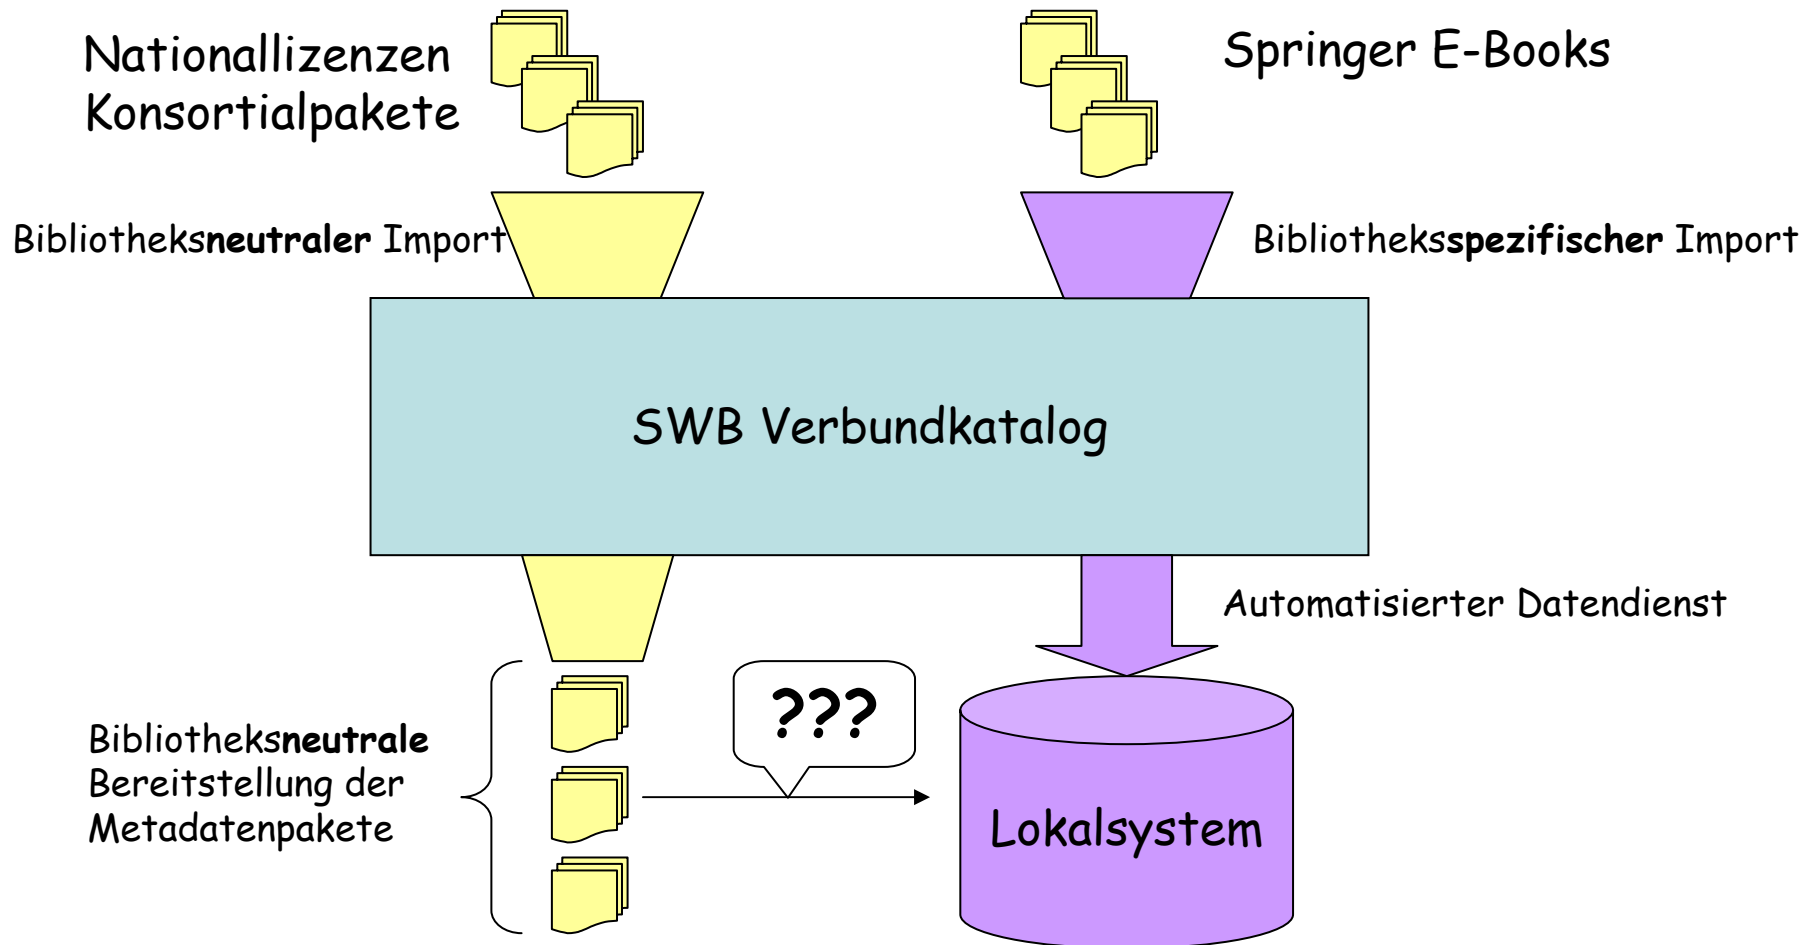 Nationallizenzen
Konsortialpakete
Springer E-Books
Bibliotheksneutraler Import
Bibliotheksspezifischer Import
SWB Verbundkatalog
Automatisierter Datendienst
???
Bibliotheksneutrale
Bereitstellung der
Metadatenpakete
Lokalsystem